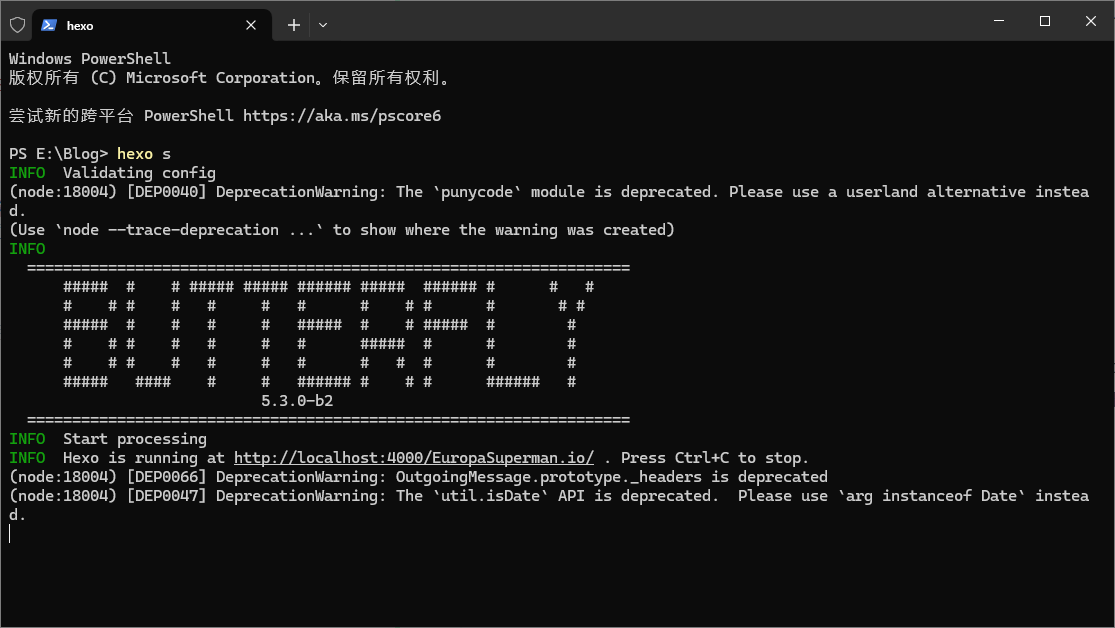 hexo
Windows PowerShell
版权所有 (C) Microsoft Corporation。保留所有权利。
尝试新的跨平台 PowerShell https://aka.ms/pscore6
PS E:\Blog> hexo s
INFO  Validating config
(node:18004) [DEP0040] DeprecationWarning: The `punycode` module is deprecated. Please use a userland alternative instea
d.
(Use `node --trace-deprecation ...` to show where the warning was created)
INFO
  ===================================================================
      #####  #    # ##### ##### ###### #####  ###### #      #   #
      #    # #    #   #     #   #      #    # #      #       # #
      #####  #    #   #     #   #####  #    # #####  #        #
      #    # #    #   #     #   #      #####  #      #        #
      #    # #    #   #     #   #      #   #  #      #        #
      #####   ####    #     #   ###### #    # #      ######   #
                            5.3.0-b2
  ===================================================================
INFO  Start processing
INFO  Hexo is running at http://localhost:4000/EuropaSuperman.io/ . Press Ctrl+C to stop.
(node:18004) [DEP0066] DeprecationWarning: OutgoingMessage.prototype._headers is deprecated
(node:18004) [DEP0047] DeprecationWarning: The `util.isDate` API is deprecated.  Please use `arg instanceof Date` instea
d.